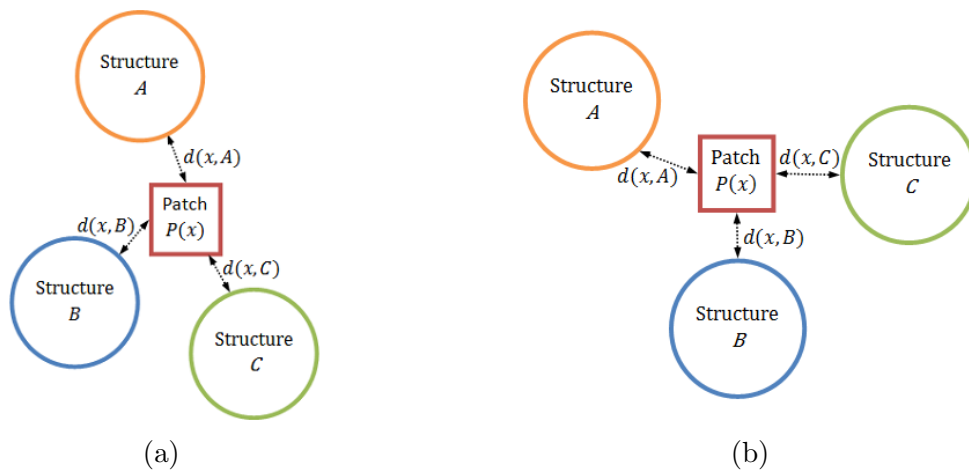 Structure
A
d(x, A)
Patch
P(x)
d(x, B)
d(x, C)
Structure
B
Structure
C
(a)
Structure
A
Patch
P(x)
d(x, C)
d(x, A)
Structure
C
d(x, B)
Structure
B
(b)